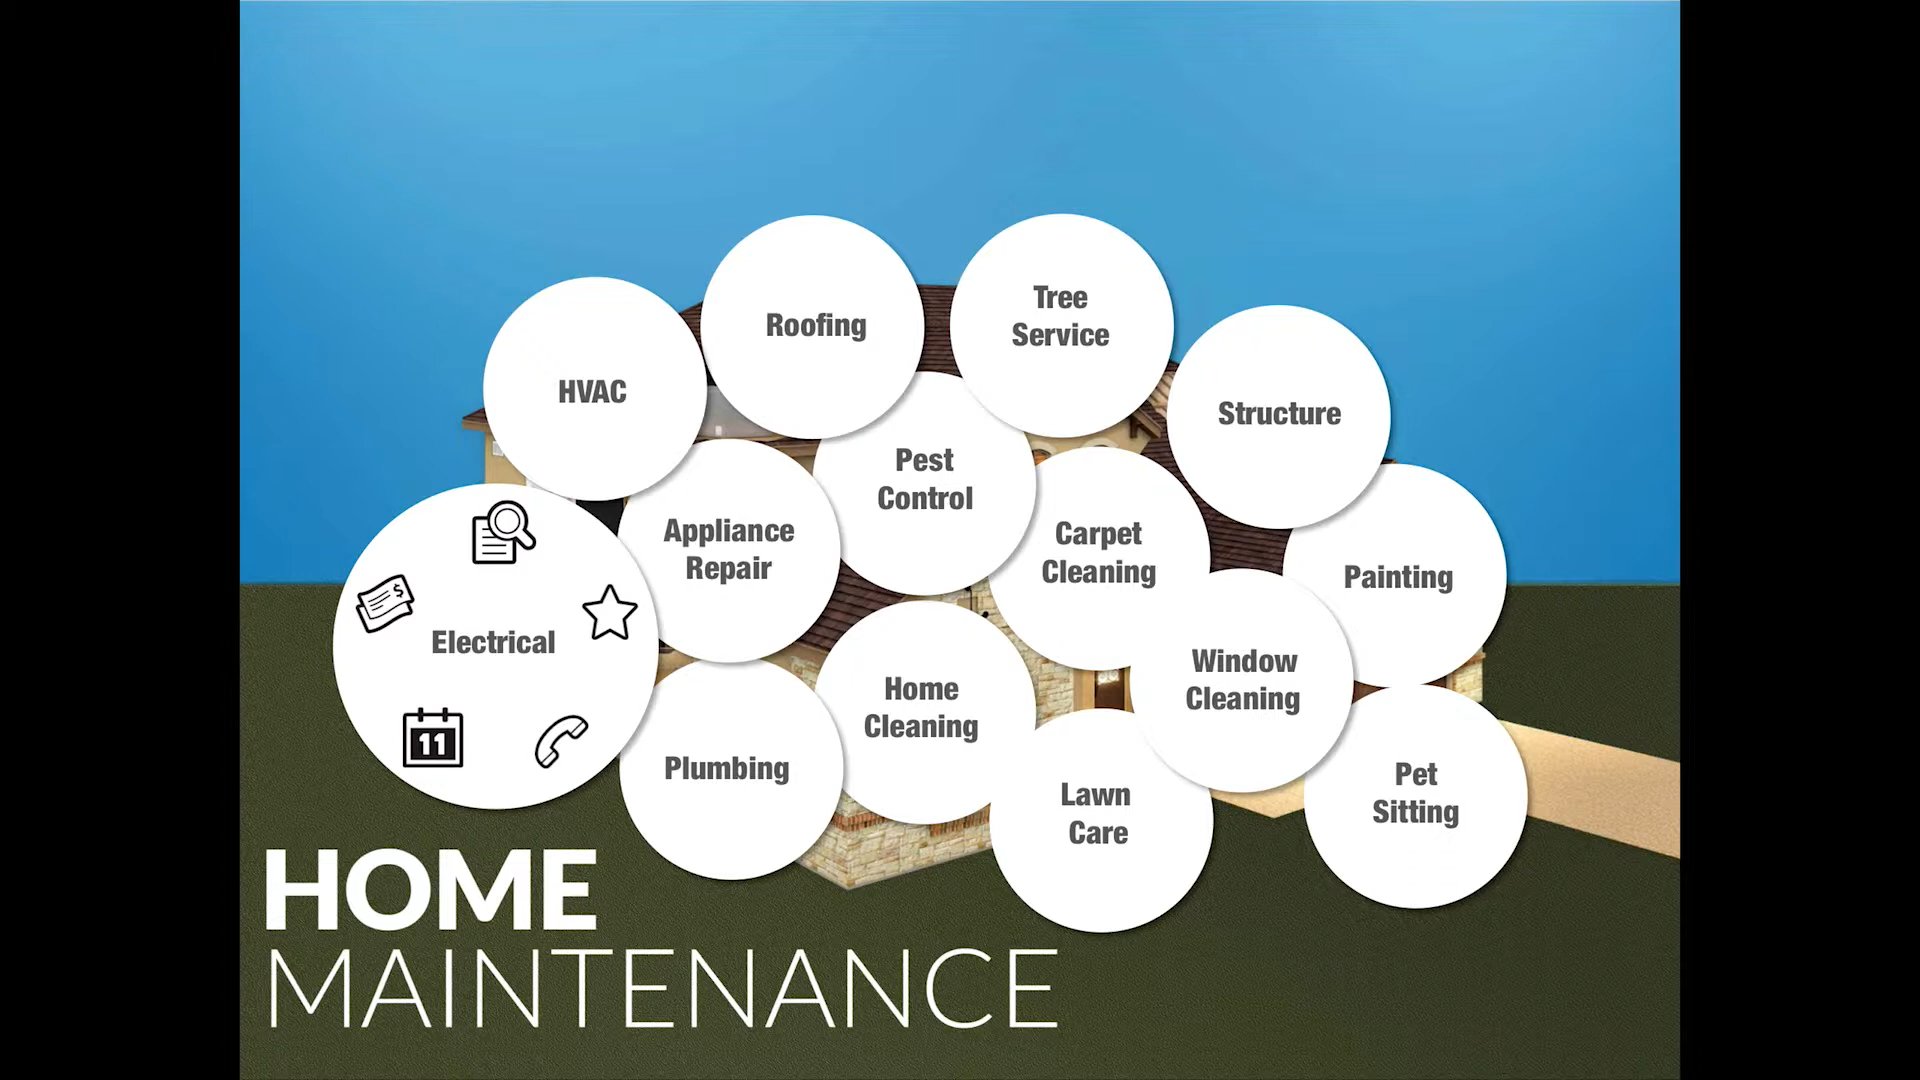 Roofing
Tree
Service
HVAC
Structure
Pest
Control
Appliance
Repair
Carpet
Cleaning
Painting
$
Electrical
11
Window
Cleaning
Home
Cleaning
Plumbing
Lawn
Care
Pet
Sitting
HOME
MAINTENANCE